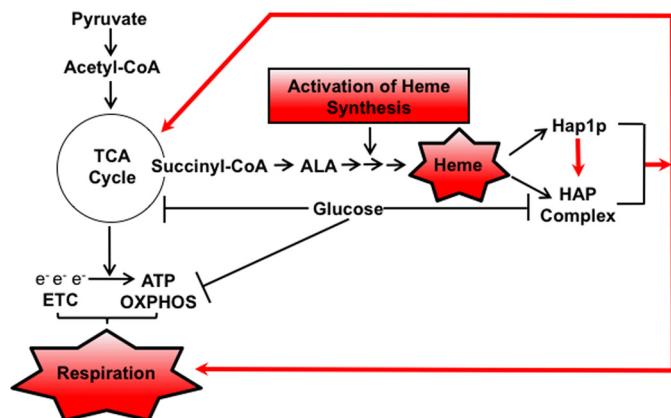 Pyruvate
Acetyl-CoA
Activation of Heme
Synthesis
Hap1p
TCA
Cycle
Succinyl-CoA
ALA
Heme
HAP
Complex
Glucose
e- e- e-
ATP
ETC
OXPHOS
Respiration